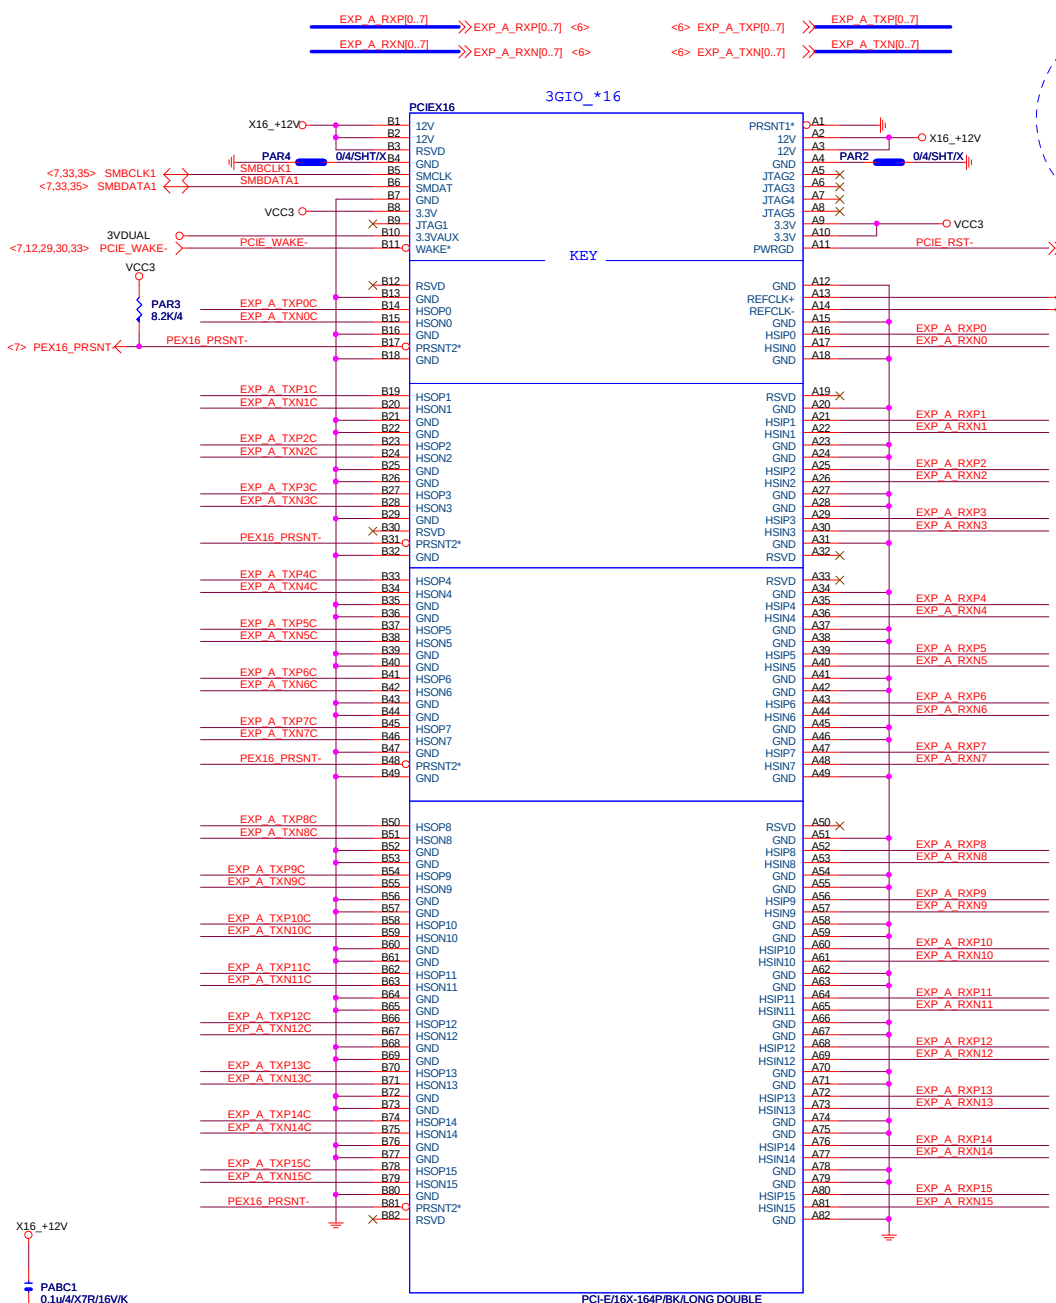 EXP_A_RXP[0..7] EXP_A_RXP[0..7] <6> <6> EXP_A_TXP[0..7] EXP_A_TXP[0..7]
EXP_A_RXN[0..7] EXP_A_RXN[0..7] <6> <6> EXP_A_TXN[0..7] EXP_A_TXN[0..7]
3GIO_*16
PCIEX16
X16_+12V B1 12V PRSNT1* A1
B2 12V 12V A2 X16_+12V
B3 RSVD 12V A3
PAR4 0/4/SHT/X B4 GND GND A4 PAR2 0/4/SHT/X
<7,33,35> SMBCLK1 SMBCLK1 B5 SMCLK JTAG2 A5
<7,33,35> SMBDATA1 SMBDATA1 B6 SMDAT JTAG3 A6
B7 GND JTAG4 A7
VCC3 B8 3.3V JTAG5 A8
B9 JTAG1 3.3V A9 VCC3
3VDUAL B10 3.3VAUX 3.3V A10
<7,12,29,30,33> PCIE_WAKE- PCIE_WAKE- B11 WAKE* PWRGD A11 PCIE_RST-
KEY
VCC3
B12 RSVD GND A12
PAR3 B13 GND REFCLK+ A13
8.2K/4 EXP_A_TXP0C B14 HSOP0 REFCLK- A14
EXP_A_TXN0C B15 HSON0 GND A15
B16 GND HSIP0 A16 EXP_A_RXP0
<7> PEX16_PRSNT- PEX16_PRSNT- B17 PRSNT2* HSIN0 A17 EXP_A_RXN0
B18 GND GND A18
EXP_A_TXP1C B19 HSOP1 RSVD A19
EXP_A_TXN1C B20 HSON1 GND A20
B21 GND HSIP1 A21 EXP_A_RXP1
B22 GND HSIN1 A22 EXP_A_RXN1
EXP_A_TXP2C B23 HSOP2 GND A23
EXP_A_TXN2C B24 HSON2 GND A24
B25 GND HSIP2 A25 EXP_A_RXP2
B26 GND HSIN2 A26 EXP_A_RXN2
EXP_A_TXP3C B27 HSOP3 GND A27
EXP_A_TXN3C B28 HSON3 GND A28
B29 GND HSIP3 A29 EXP_A_RXP3
B30 RSVD HSIN3 A30 EXP_A_RXN3
PEX16_PRSNT- B31 PRSNT2* GND A31
B32 GND RSVD A32
EXP_A_TXP4C B33 HSOP4 RSVD A33
EXP_A_TXN4C B34 HSON4 GND A34
B35 GND HSIP4 A35 EXP_A_RXP4
B36 GND HSIN4 A36 EXP_A_RXN4
EXP_A_TXP5C B37 HSOP5 GND A37
EXP_A_TXN5C B38 HSON5 GND A38
B39 GND HSIP5 A39 EXP_A_RXP5
B40 GND HSIN5 A40 EXP_A_RXN5
EXP_A_TXP6C B41 HSOP6 GND A41
EXP_A_TXN6C B42 HSON6 GND A42
B43 GND HSIP6 A43 EXP_A_RXP6
B44 GND HSIN6 A44 EXP_A_RXN6
EXP_A_TXP7C B45 HSOP7 GND A45
EXP_A_TXN7C B46 HSON7 GND A46
B47 GND HSIP7 A47 EXP_A_RXP7
PEX16_PRSNT- B48 PRSNT2* HSIN7 A48 EXP_A_RXN7
B49 GND GND A49
EXP_A_TXP8C B50 HSOP8 RSVD A50
EXP_A_TXN8C B51 HSON8 GND A51
B52 GND HSIP8 A52 EXP_A_RXP8
B53 GND HSIN8 A53 EXP_A_RXN8
EXP_A_TXP9C B54 HSOP9 GND A54
EXP_A_TXN9C B55 HSON9 GND A55
B56 GND HSIP9 A56 EXP_A_RXP9
B57 GND HSIN9 A57 EXP_A_RXN9
EXP_A_TXP10C B58 HSOP10 GND A58
EXP_A_TXN10C B59 HSON10 GND A59
B60 GND HSIP10 A60 EXP_A_RXP10
B61 GND HSIN10 A61 EXP_A_RXN10
EXP_A_TXP11C B62 HSOP11 GND A62
EXP_A_TXN11C B63 HSON11 GND A63
B64 GND HSIP11 A64 EXP_A_RXP11
B65 GND HSIN11 A65 EXP_A_RXN11
EXP_A_TXP12C B66 HSOP12 GND A66
EXP_A_TXN12C B67 HSON12 GND A67
B68 GND HSIP12 A68 EXP_A_RXP12
B69 GND HSIN12 A69 EXP_A_RXN12
EXP_A_TXP13C B70 HSOP13 GND A70
EXP_A_TXN13C B71 HSON13 GND A71
B72 GND HSIP13 A72 EXP_A_RXP13
B73 GND HSIN13 A73 EXP_A_RXN13
EXP_A_TXP14C B74 HSOP14 GND A74
EXP_A_TXN14C B75 HSON14 GND A75
B76 GND HSIP14 A76 EXP_A_RXP14
B77 GND HSIN14 A77 EXP_A_RXN14
EXP_A_TXP15C B78 HSOP15 GND A78
EXP_A_TXN15C B79 HSON15 GND A79
B80 GND HSIP15 A80 EXP_A_RXP15
PEX16_PRSNT- B81 PRSNT2* HSIN15 A81 EXP_A_RXN15
B82 RSVD GND A82
X16_+12V
PABC1
0.1u/4/X7R/16V/K
PCI-E/16X-164P/BK/LONG DOUBLE